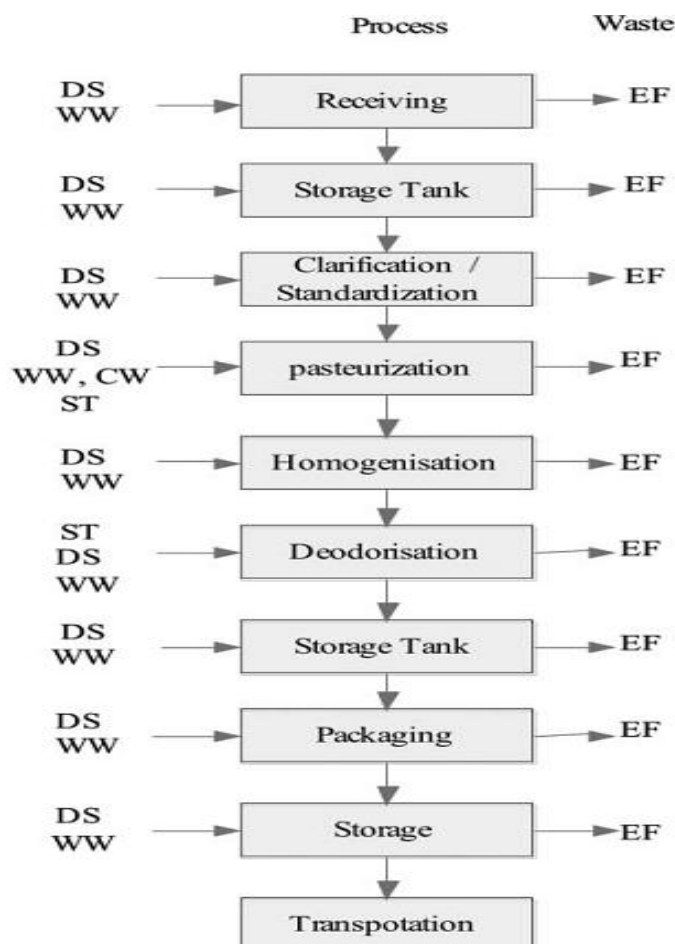 Process Waste
DS
WW
Receiving
EF
DS
WW
Storage Tank
EF
DS
WW
Clarification /
Standardization
EF
DS
WW, CW
ST
pasteurization
EF
DS
WW
Homogenisation
EF
ST
DS
WW
Deodorisation
EF
DS
WW
Storage Tank
EF
DS
WW
Packaging
EF
DS
WW
Storage
EF
Transpotation